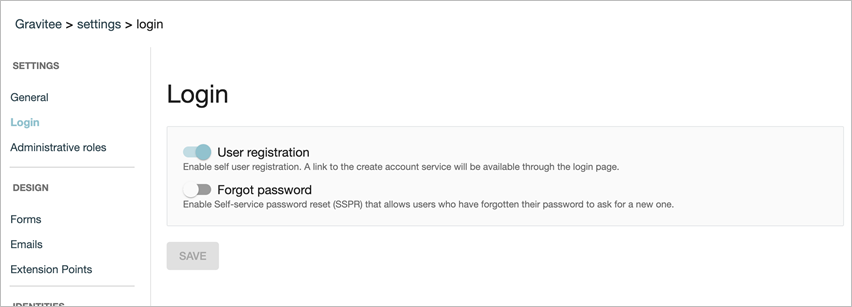 Gravitee > settings > login
SETTINGS
General
Login
Administrative roles
DESIGN
Forms
Emails
Extension Points
IDENTITIES
Login
User registration
Enable self user registration. A link to the create account service will be available through the login page.
Forgot password
Enable Self-service password reset (SSPR) that allows users who have forgotten their password to ask for a new one.
SAVE